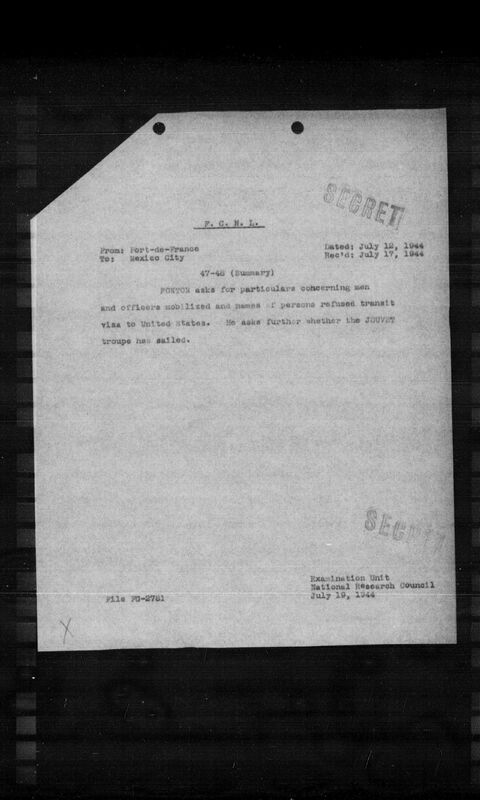 SECRET
F. C. N. L.
From: Fort-de-France
To: Mexico City
Dated: July 12, 1944
Rec'd: July 17, 1944
47-48 (Summary)
PONTON asks for particulars concerning men
and officers mobilized and names of persons refused transit
visa to United States. He asks further whether the JOUVET
troupe has sailed.
SECRET
Examination Unit
National Research Council
July 19, 1944
File FG-2781
X